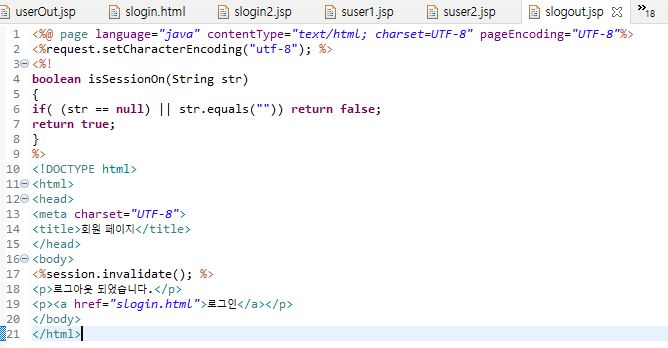 userOut.jsp slogin.html slogin2.jsp suser1.jsp suser2.jsp slogout.jsp »18
1 <%@ page language="java" contentType="text/html; charset=UTF-8" pageEncoding="UTF-8"%>
2 <%request.setCharacterEncoding("utf-8"); %>
3 <%!
4 boolean isSessionOn(String str)
5 {
6 if( (str == null) || str.equals("")) return false;
7 return true;
8 }
9 %>
10 <!DOCTYPE html>
11 <html>
12 <head>
13 <meta charset="UTF-8">
14 <title>회원 페이지</title>
15 </head>
16 <body>
17 <%session.invalidate(); %>
18 <p>로그아웃 되었습니다.</p>
19 <p><a href="slogin.html">로그인</a></p>
20 </body>
21 </html>